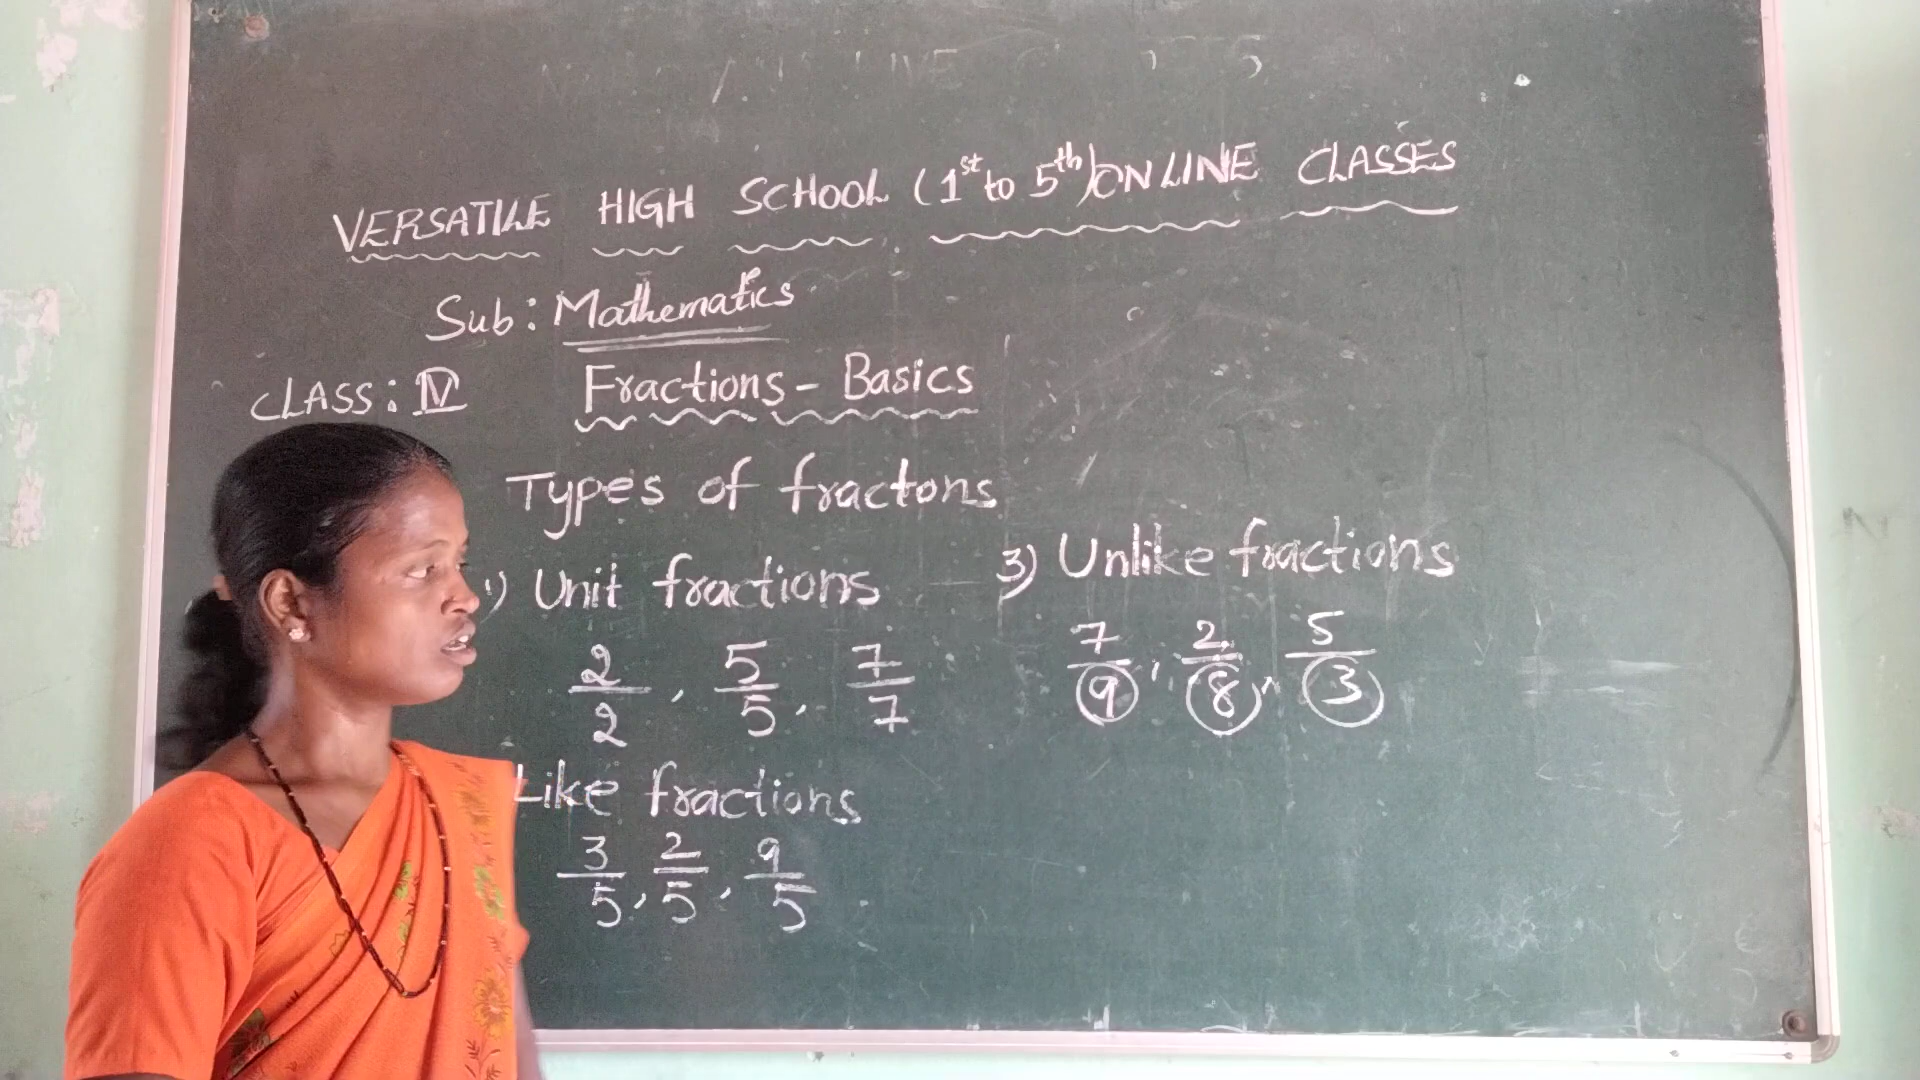 VERSATILE HIGH SCHOOL (1st to 5th) ONLINE CLASSES
Sub: Mathematics
CLASS: IV
Fractions - Basics
Types of fractons
1) Unit fractions
2/2, 5/5, 7/7
Like fractions
3/5, 2/5, 9/5
3) Unlike fractions
7/9, 2/8, 5/3